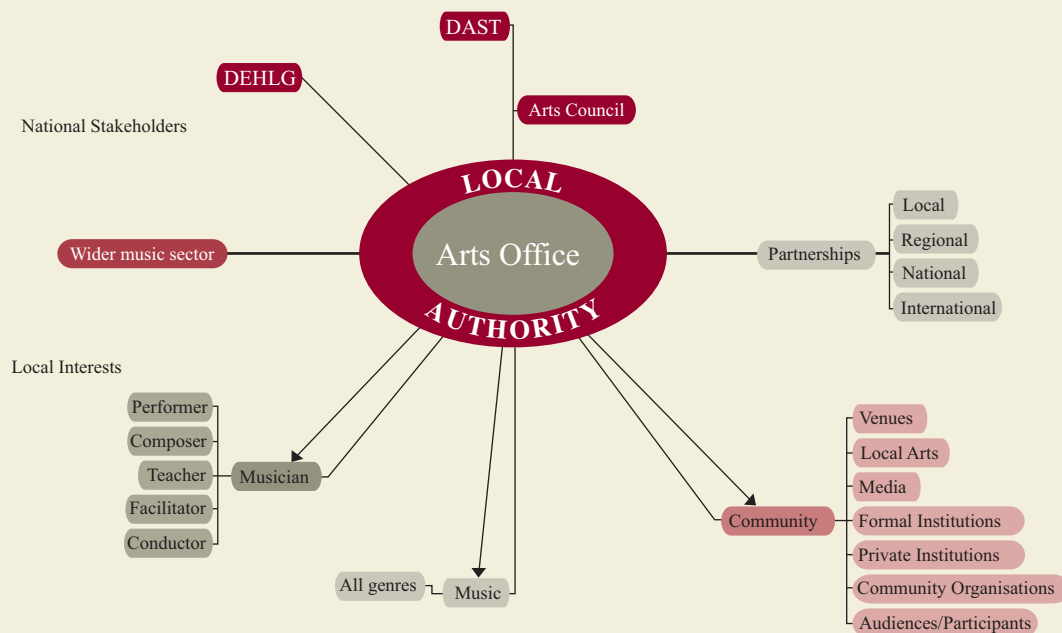 DAST
DEHLG
Arts Council
National Stakeholders
LOCAL
Arts Office
AUTHORITY
Wider music sector
Partnerships
Local
Regional
National
International
Local Interests
Performer
Composer
Teacher
Facilitator
Conductor
Musician
All genres
Music
Community
Venues
Local Arts
Media
Formal Institutions
Private Institutions
Community Organisations
Audiences/Participants